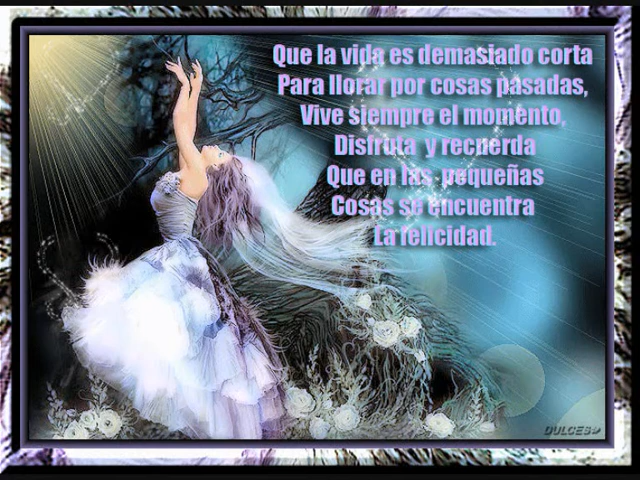 Que la vida es demasiado corta
Para llorar por cosas pasadas,
Vive siempre el momento,
Disfruta y recuerda
Que en las pequeñas
Cosas se encuentra
La felicidad.
DULCES